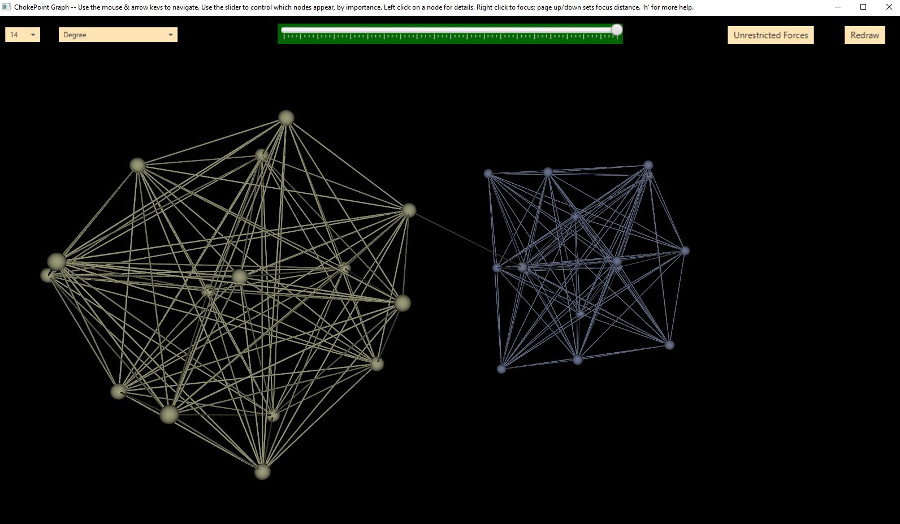 ChokePoint Graph -- Use the mouse & arrow keys to navigate. Use the slider to control which nodes appear, by importance. Left click on a node for details. Right click to focus; page up/down sets focus distance. 'h' for more help.
14
Degree
Unrestricted Forces
Redraw